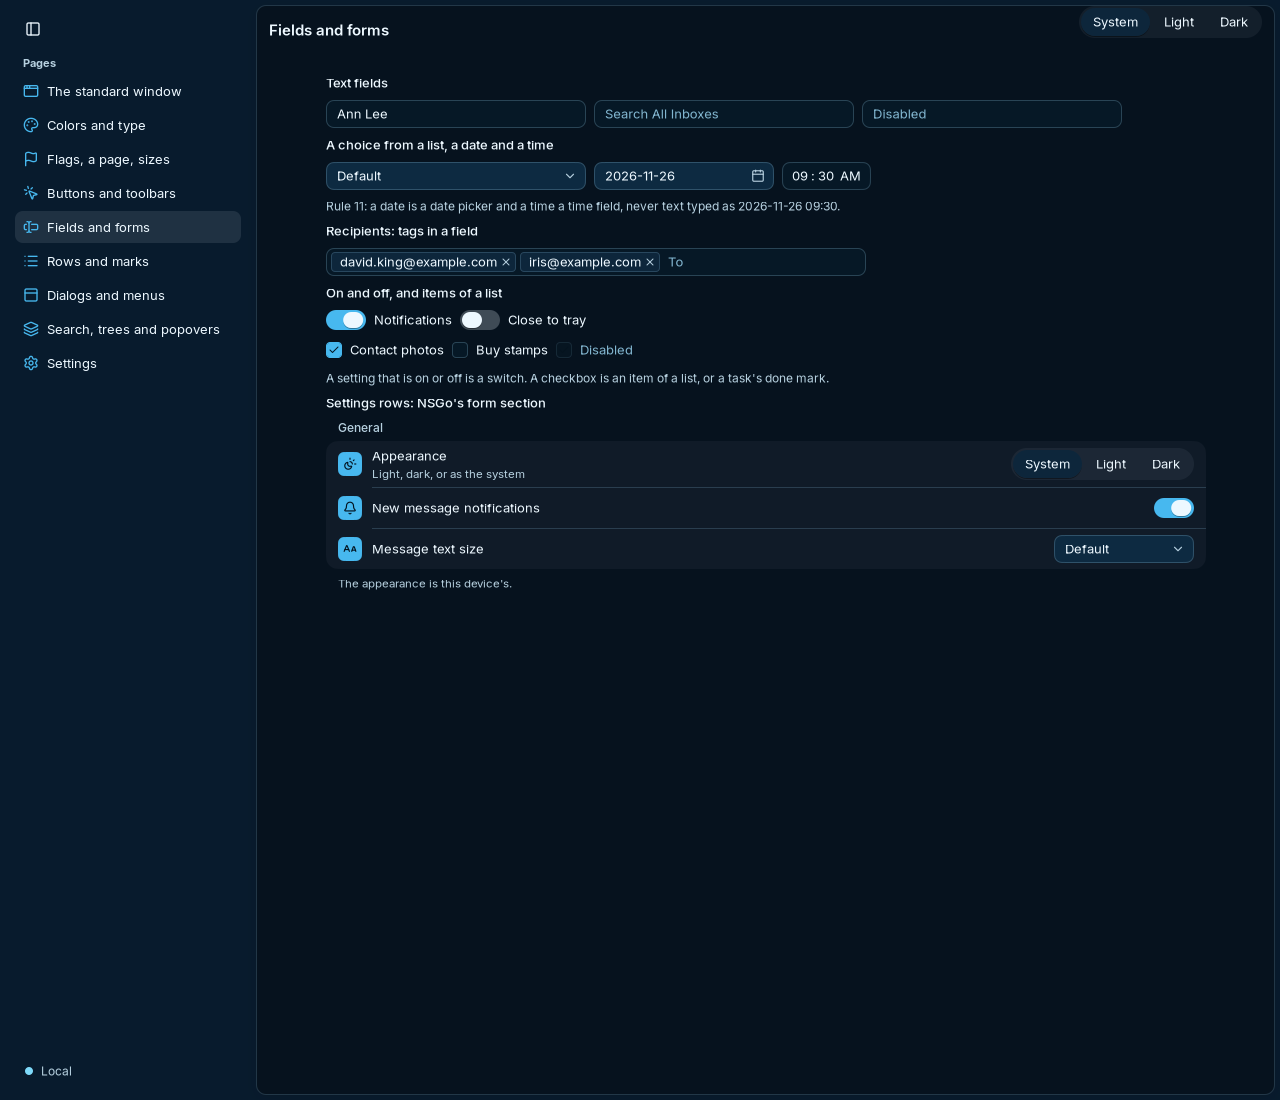 Fields and forms
System Light Dark
Pages
The standard window
Colors and type
Flags, a page, sizes
Buttons and toolbars
Fields and forms
Rows and marks
Dialogs and menus
Search, trees and popovers
Settings
Local
Text fields
Ann Lee Search All Inboxes Disabled
A choice from a list, a date and a time
Default 2026-11-26 09 : 30 AM
Rule 11: a date is a date picker and a time a time field, never text typed as 2026-11-26 09:30.
Recipients: tags in a field
david.king@example.com iris@example.com To
On and off, and items of a list
Notifications Close to tray
Contact photos Buy stamps Disabled
A setting that is on or off is a switch. A checkbox is an item of a list, or a task's done mark.
Settings rows: NSGo's form section
General
Appearance
Light, dark, or as the system
System Light Dark
New message notifications
Message text size Default
The appearance is this device's.